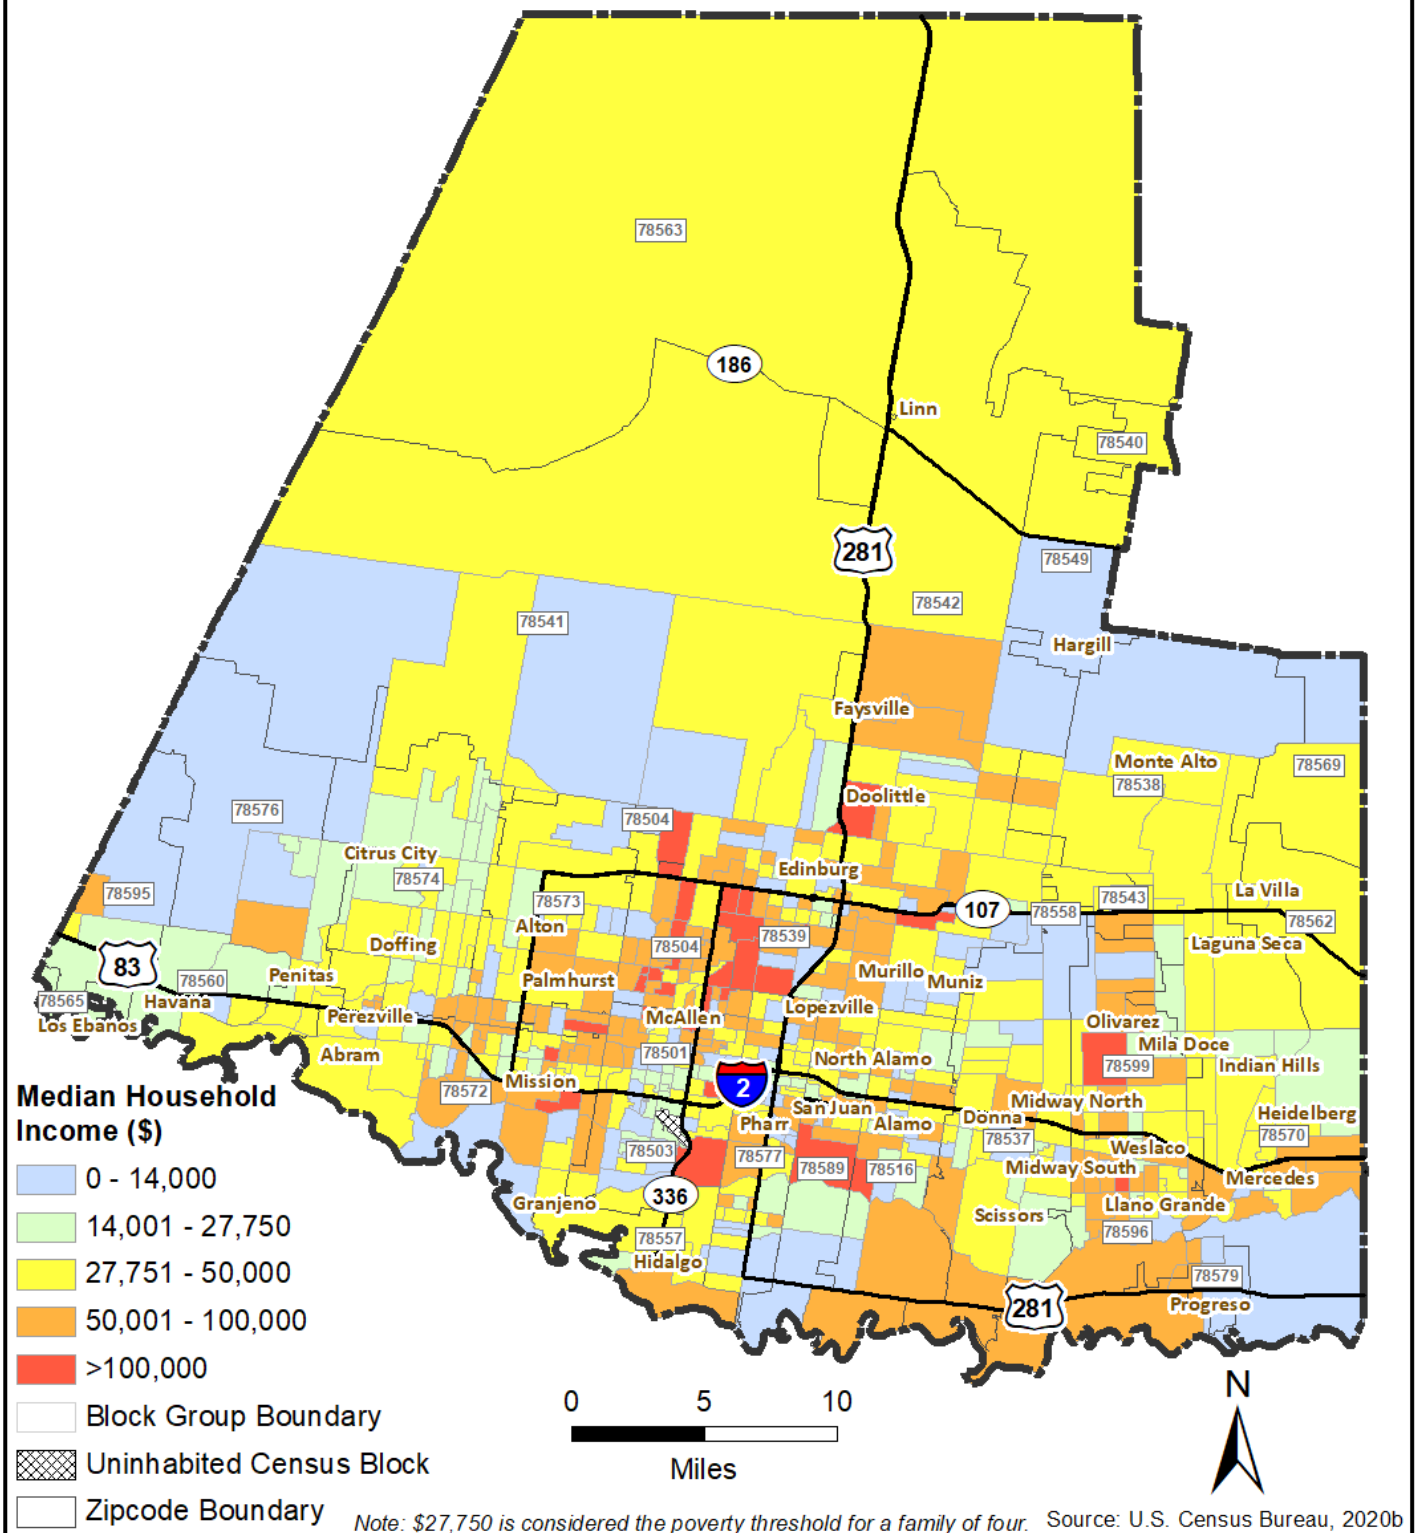 78563
186
Linn
78540
281
78549
78542
78541
Hargill
Faysville
Monte Alto
78569
78538
Doolittle
78576
78504
Citrus City
Edinburg
78574
78595
La Villa
78573
107
78543
78558
78562
Alton
78539
Doffing
78504
Laguna Seca
83
Penitas
Palmhurst
Murillo
Muniz
78560
78565
Havana
Lopezville
Los Ebanos
Perezville
McAllen
Olivarez
Abram
78501
North Alamo
Mila Doce
78599
Indian Hills
Mission
2
78572
Midway North
San Juan
Donna
Heidelberg
Pharr
Alamo
78570
78537
Weslaco
78503
78577
78589
78516
Midway South
Mercedes
336
Granjeno
Llano Grande
Scissors
78557
78596
Hidalgo
78579
281
Progreso
Median Household
Income ($)
0 - 14,000
14,001 - 27,750
27,751 - 50,000
50,001 - 100,000
>100,000
Block Group Boundary
Uninhabited Census Block
Zipcode Boundary
0 5 10
Miles
N
Note: $27,750 is considered the poverty threshold for a family of four.
Source: U.S. Census Bureau, 2020b